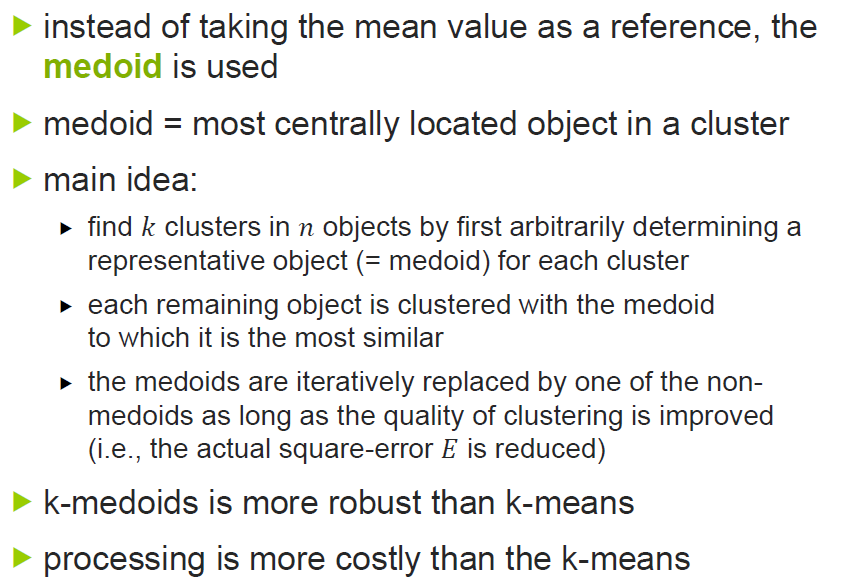 instead of taking the mean value as a reference, the
medoid is used
medoid = most centrally located object in a cluster
main idea:
find k clusters in n objects by first arbitrarily determining a
representative object (= medoid) for each cluster
each remaining object is clustered with the medoid
to which it is the most similar
the medoids are iteratively replaced by one of the non-
medoids as long as the quality of clustering is improved
(i.e., the actual square-error E is reduced)
k-medoids is more robust than k-means
processing is more costly than the k-means